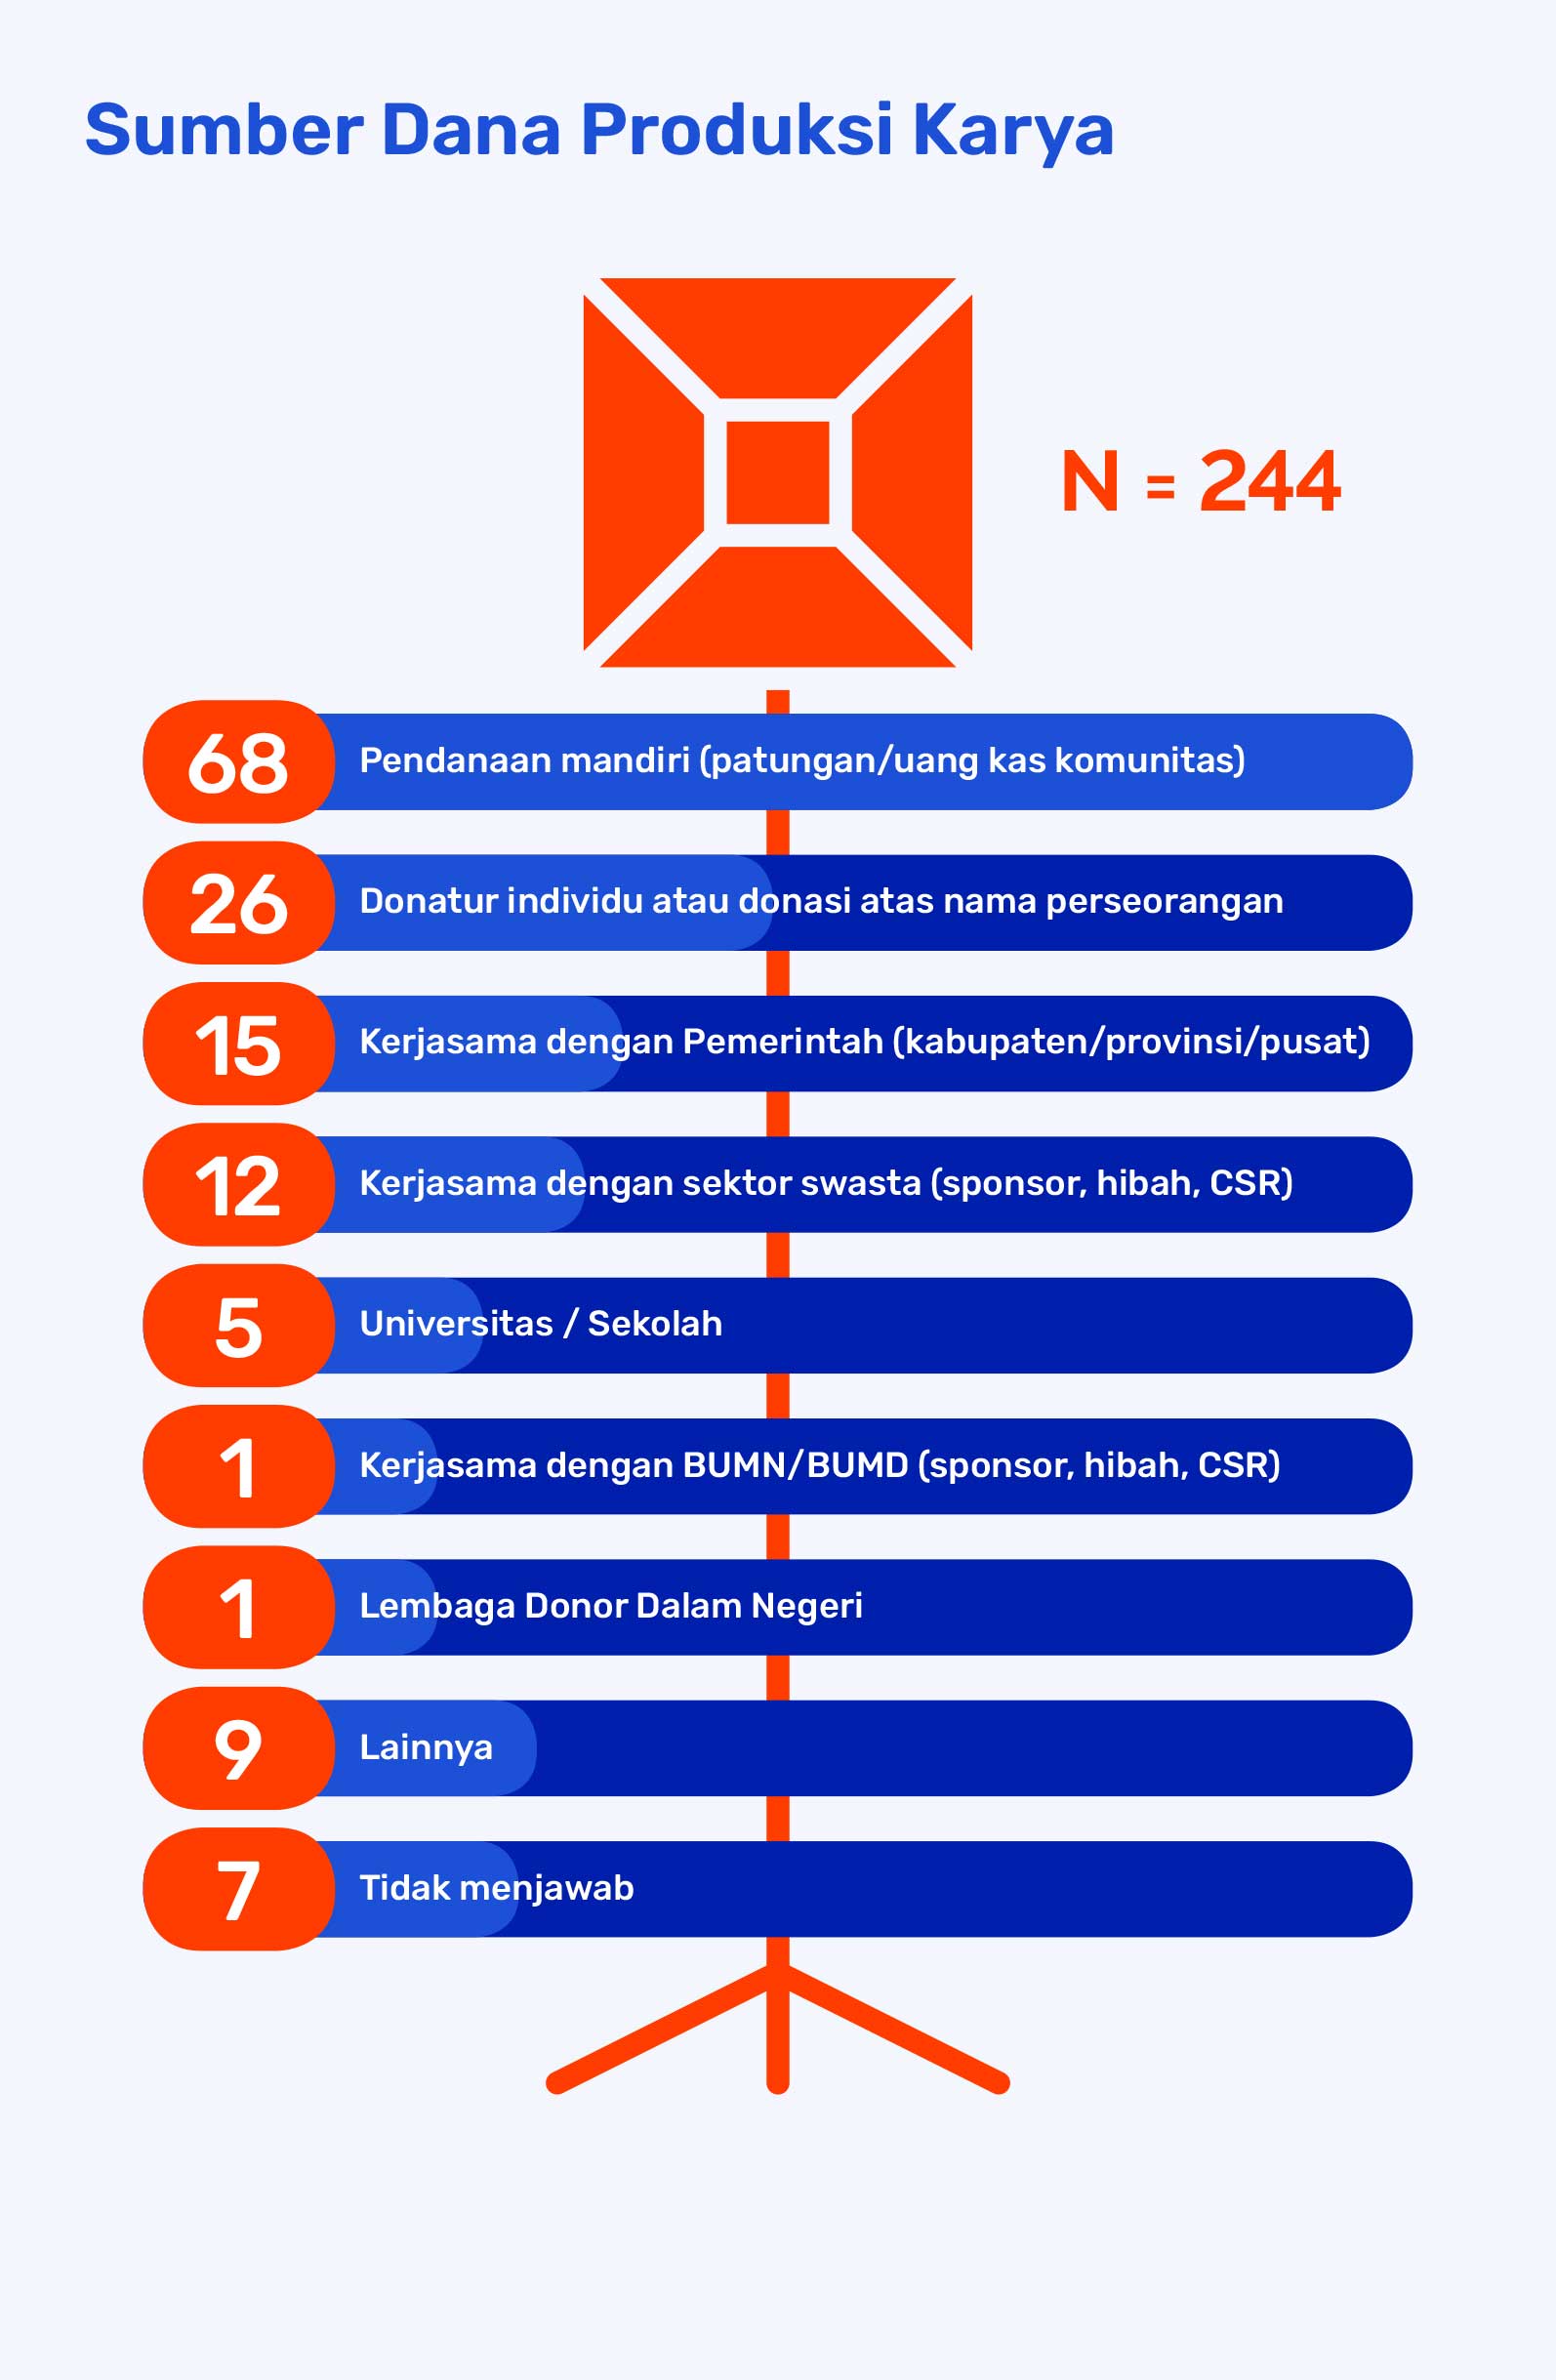 Sumber Dana Produksi Karya
N = 244
68 Pendanaan mandiri (patungan/uang kas komunitas)
26 Donatur individu atau donasi atas nama perseorangan
15 Kerjasama dengan Pemerintah (kabupaten/provinsi/pusat)
12 Kerjasama dengan sektor swasta (sponsor, hibah, CSR)
5 Universitas / Sekolah
1 Kerjasama dengan BUMN/BUMD (sponsor, hibah, CSR)
1 Lembaga Donor Dalam Negeri
9 Lainnya
7 Tidak menjawab